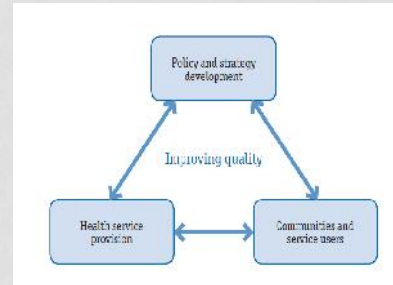 Policy and strategy
development
Improving quality
Health service
provision
Communities and
service users